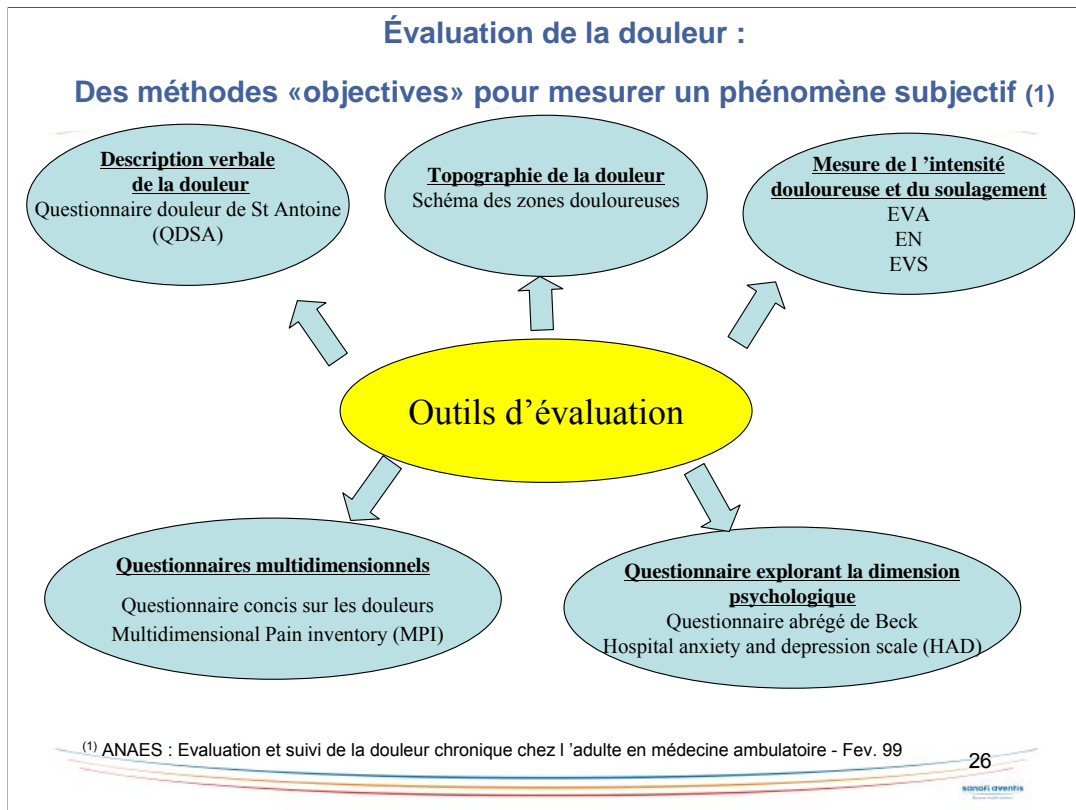 Évaluation de la douleur :
Des méthodes «objectives» pour mesurer un phénomène subjectif (1)
Description verbale
de la douleur
Questionnaire douleur de St Antoine
(QDSA)
Topographie de la douleur
Schéma des zones douloureuses
Mesure de l ’intensité
douloureuse et du soulagement
EVA
EN
EVS
Outils d’évaluation
Questionnaires multidimensionnels
Questionnaire concis sur les douleurs
Multidimensional Pain inventory (MPI)
Questionnaire explorant la dimension
psychologique
Questionnaire abrégé de Beck
Hospital anxiety and depression scale (HAD)
(1) ANAES : Evaluation et suivi de la douleur chronique chez l ’adulte en médecine ambulatoire - Fev. 99
26
sanofi aventis